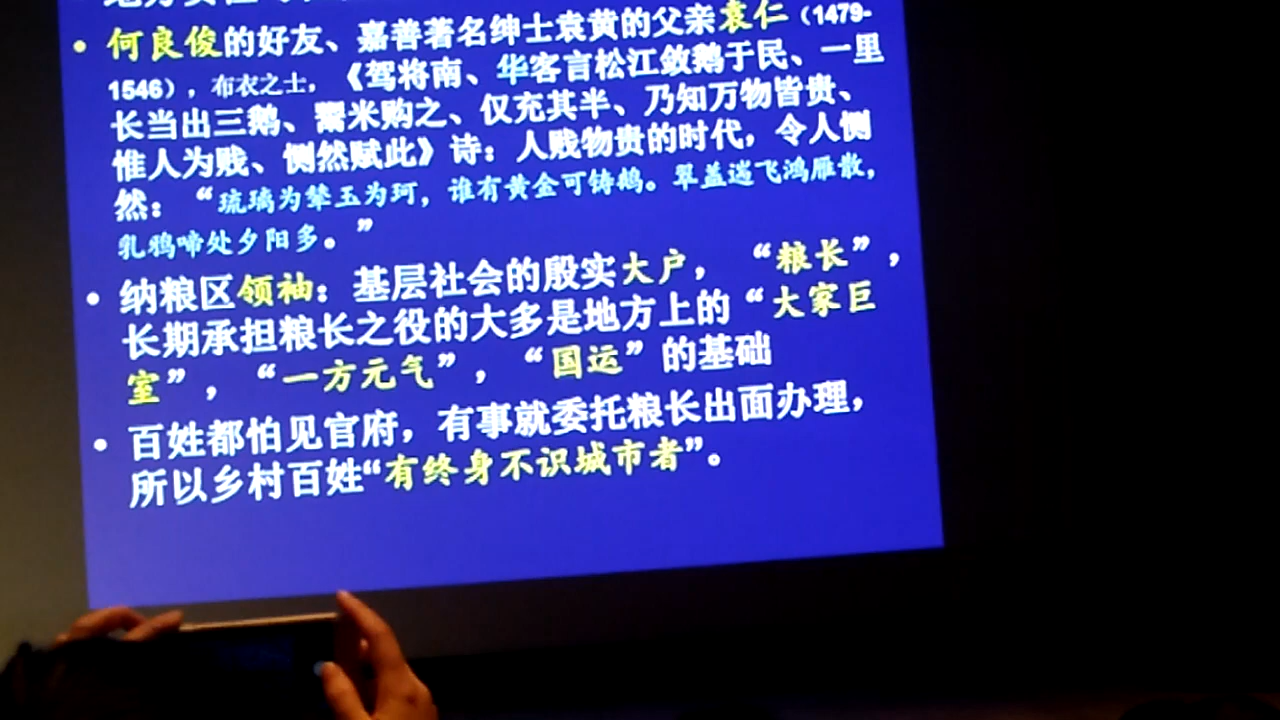 何良俊的好友、嘉善著名绅士袁黄的父亲袁仁（1479-
1546），布衣之士，《驾将南、华客言松江敛鹅于民、一里
长当出三鹅、鬻米购之、仅充其半、乃知万物皆贵、
惟人为贱、恻然赋此》诗：人贱物贵的时代，令人恻
然：“琉璃为辇玉为珂，谁有黄金可铸鹅。翠盖遥飞鸿雁散，
乳鸦啼处夕阳多。”
纳粮区领袖：基层社会的殷实大户，“粮长”，
长期承担粮长之役的大多是地方上的“大家巨
室”，“一方元气”，“国运”的基础
百姓都怕见官府，有事就委托粮长出面办理，
所以乡村百姓“有终身不识城市者”。